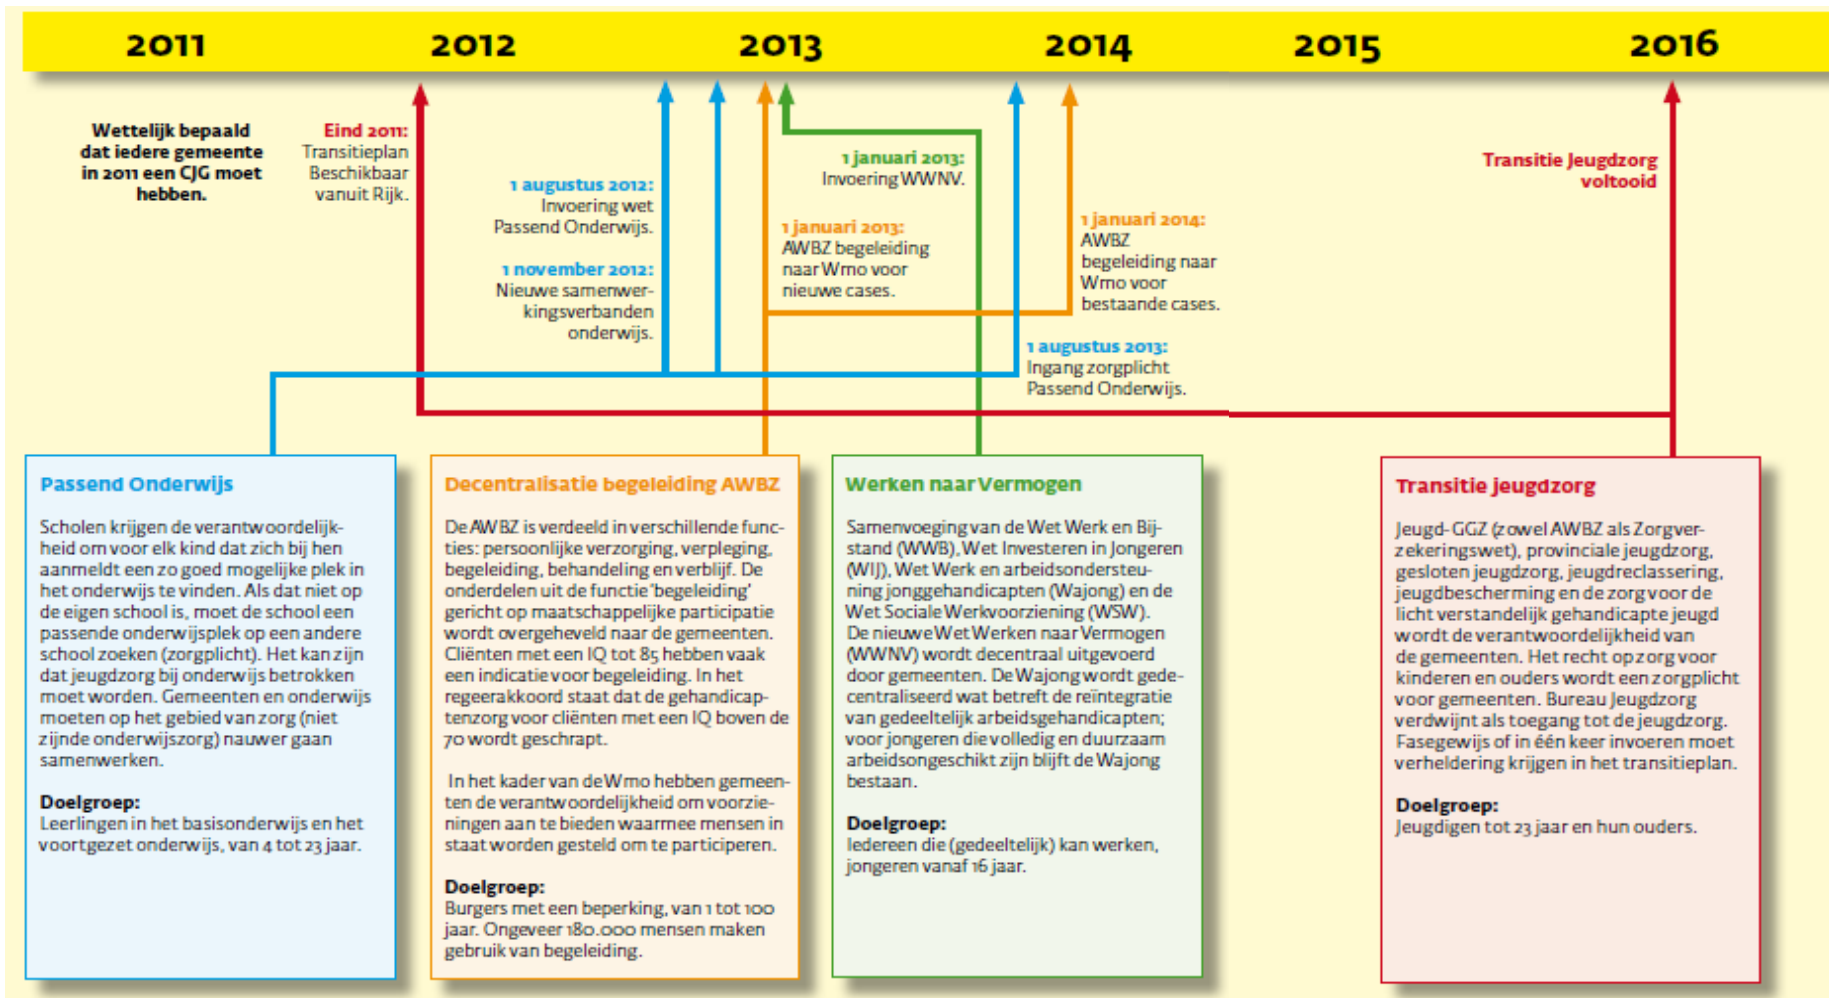 2011 2012 2013 2014 2015 2016
Wettelijk bepaald
dat iedere gemeente
in 2011 een CJG moet
hebben.
Eind 2011:
Transitieplan
Beschikbaar
vanuit Rijk.
1 augustus 2012:
Invoering wet
Passend Onderwijs.
1 november 2012:
Nieuwe samenwer-
kingsverbanden
onderwijs.
1 januari 2013:
Invoering WWNV.
1 januari 2013:
AWBZ begeleiding
naar Wmo voor
nieuwe cases.
1 januari 2014:
AWBZ
begeleiding naar
Wmo voor
bestaande cases.
1 augustus 2013:
Ingang zorgplicht
Passend Onderwijs.
Transitie Jeugdzorg
voltooid
Passend Onderwijs
Scholen krijgen de verantwoordelijk-
heid om voor elk kind dat zich bij hen
aanmeldt een zo goed mogelijke plek in
het onderwijs te vinden. Als dat niet op
de eigen school is, moet de school een
passende onderwijsplek op een andere
school zoeken (zorgplicht). Het kan zijn
dat jeugdzorg bij onderwijs betrokken
moet worden. Gemeenten en onderwijs
moeten op het gebied van zorg (niet
zijnde onderwijszorg) nauwer gaan
samenwerken.
Doelgroep:
Leerlingen in het basisonderwijs en het
voortgezet onderwijs, van 4 tot 23 jaar.
Decentralisatie begeleiding AWBZ
De AWBZ is verdeeld in verschillende func-
ties: persoonlijke verzorging, verpleging,
begeleiding, behandeling en verblijf. De
onderdelen uit de functie 'begeleiding'
gericht op maatschappelijke participatie
wordt overgeheveld naar de gemeenten.
Cliënten met een IQ tot 85 hebben vaak
een indicatie voor begeleiding. In het
regeerakkoord staat dat de gehandicap-
tenzorg voor cliënten met een IQ boven de
70 wordt geschrapt.
In het kader van de Wmo hebben gemeen-
ten de verantwoordelijkheid om voorzie-
ningen aan te bieden waarmee mensen in
staat worden gesteld om te participeren.
Doelgroep:
Burgers met een beperking, van 1 tot 100
jaar. Ongeveer 180.000 mensen maken
gebruik van begeleiding.
Werken naar Vermogen
Samenvoeging van de Wet Werk en Bij-
stand (WWB), Wet Investeren in Jongeren
(WIJ), Wet Werk en arbeidsondersteu-
ning jonggehandicapten (Wajong) en de
Wet Sociale Werkvoorziening (WSW).
De nieuwe Wet Werken naar Vermogen
(WWNV) wordt decentraal uitgevoerd
door gemeenten. De Wajong wordt gede-
centraliseerd wat betreft de reïntegratie
van gedeeltelijk arbeidsgehandicapten;
voor jongeren die volledig en duurzaam
arbeidsongeschikt zijn blijft de Wajong
bestaan.
Doelgroep:
Iedereen die (gedeeltelijk) kan werken,
jongeren vanaf 16 jaar.
Transitie jeugdzorg
Jeugd-GGZ (zowel AWBZ als Zorgver-
zekeringswet), provinciale jeugdzorg,
gesloten jeugdzorg, jeugdreclassering,
jeugdbescherming en de zorg voor de
licht verstandelijk gehandicapte jeugd
wordt de verantwoordelijkheid van
de gemeenten. Het recht op zorg voor
kinderen en ouders wordt een zorgplicht
voor gemeenten. Bureau Jeugdzorg
verdwijnt als toegang tot de jeugdzorg.
Fasegewijs of in één keer invoeren moet
verheldering krijgen in het transitieplan.
Doelgroep:
Jeugdigen tot 23 jaar en hun ouders.